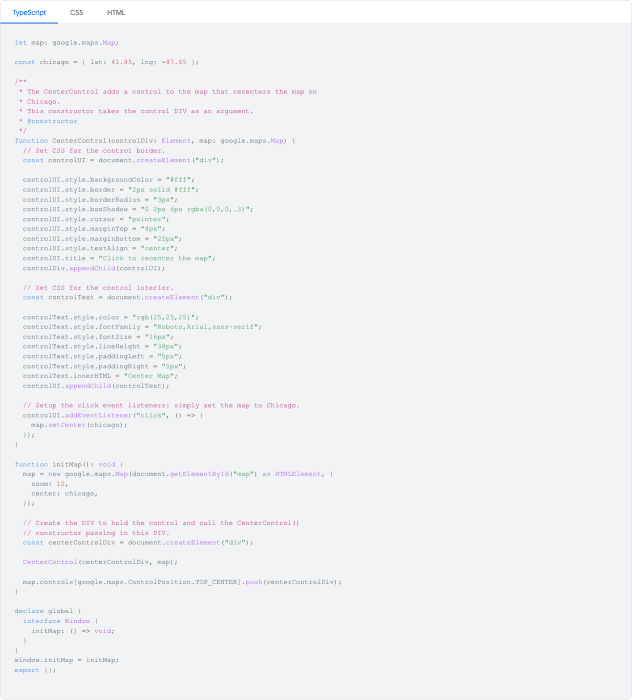 TypeScript CSS HTML
let map: google.maps.Map;
const chicago = { lat: 41.85, lng: -87.65 };
/**
 * The CenterControl adds a control to the map that recenters the map on
 * Chicago.
 * This constructor takes the control DIV as an argument.
 * @constructor
 */
function CenterControl(controlDiv: Element, map: google.maps.Map) {
  // Set CSS for the control border.
  const controlUI = document.createElement("div");
  controlUI.style.backgroundColor = "#fff";
  controlUI.style.border = "2px solid #fff";
  controlUI.style.borderRadius = "3px";
  controlUI.style.boxShadow = "0 2px 6px rgba(0,0,0,.3)";
  controlUI.style.cursor = "pointer";
  controlUI.style.marginTop = "8px";
  controlUI.style.marginBottom = "22px";
  controlUI.style.textAlign = "center";
  controlUI.title = "Click to recenter the map";
  controlDiv.appendChild(controlUI);
  // Set CSS for the control interior.
  const controlText = document.createElement("div");
  controlText.style.color = "rgb(25,25,25)";
  controlText.style.fontFamily = "Roboto,Arial,sans-serif";
  controlText.style.fontSize = "16px";
  controlText.style.lineHeight = "38px";
  controlText.style.paddingLeft = "5px";
  controlText.style.paddingRight = "5px";
  controlText.innerHTML = "Center Map";
  controlUI.appendChild(controlText);
  // Setup the click event listeners: simply set the map to Chicago.
  controlUI.addEventListener("click", () => {
    map.setCenter(chicago);
  });
}
function initMap(): void {
  map = new google.maps.Map(document.getElementById("map") as HTMLElement, {
    zoom: 12,
    center: chicago,
  });
  // Create the DIV to hold the control and call the CenterControl()
  // constructor passing in this DIV.
  const centerControlDiv = document.createElement("div");
  CenterControl(centerControlDiv, map);
  map.controls[google.maps.ControlPosition.TOP_CENTER].push(centerControlDiv);
}
declare global {
  interface Window {
    initMap: () => void;
  }
}
window.initMap = initMap;
export {};